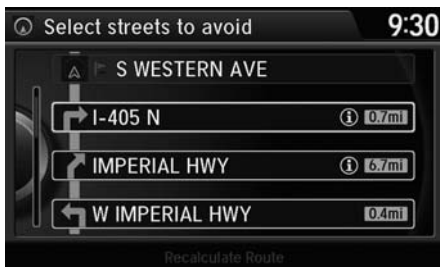 Select streets to avoid 9:30
S WESTERN AVE
I-405 N 0.7mi
IMPERIAL HWY 6.7mi
W IMPERIAL HWY 0.4mi
Recalculate Route